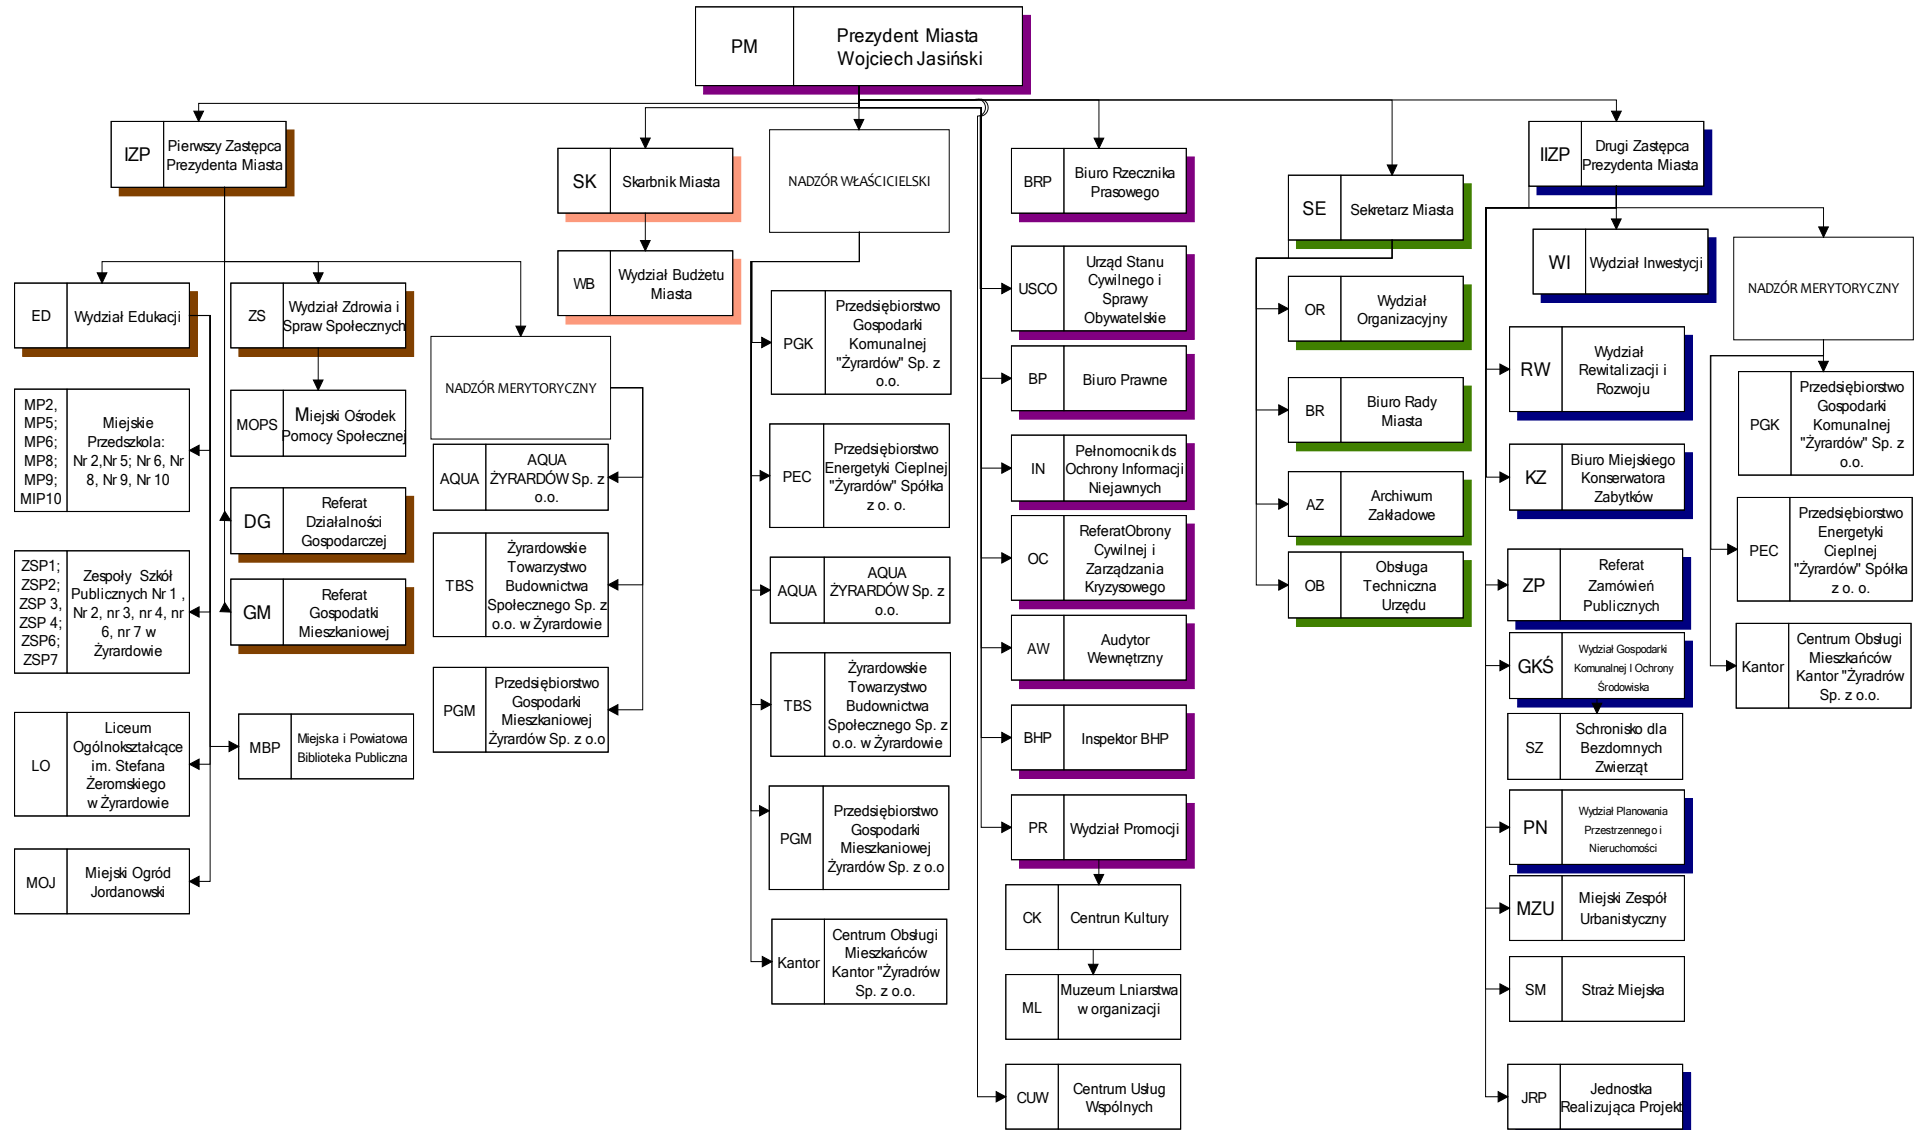 PM
Prezydent Miasta
Wojciech Jasiński
IZP
Pierwszy Zastępca
Prezydenta Miasta
ED
Wydział Edukacji
MP2,
MP5;
MP6;
MP8;
MP9;
MIP10
Miejskie
Przedszkola:
Nr 2,Nr 5; Nr 6, Nr
8, Nr 9, Nr 10
ZSP1;
ZSP2;
ZSP 3,
ZSP 4;
ZSP6;
ZSP7
Zespoły Szkół
Publicznych Nr 1 ,
Nr 2, nr 3, nr 4, nr
6, nr 7 w
Żyrardowie
LO
Liceum
Ogólnokształcące
im. Stefana
Żeromskiego
w Żyrardowie
MOJ
Miejski Ogród
Jordanowski
ZS
Wydział Zdrowia i
Spraw Społecznych
MOPS
Miejski Ośrodek
Pomocy Społecznej
DG
Referat
Działalności
Gospodarczej
GM
Referat
Gospodatki
Mieszkaniowej
MBP
Miejska i Powiatowa
Biblioteka Publiczna
NADZÓR MERYTORYCZNY
AQUA
AQUA
ŻYRARDÓW Sp. z
o.o.
TBS
Żyrardowskie
Towarzystwo
Budownictwa
Społecznego Sp. z
o.o. w Żyrardowie
PGM
Przedsiębiorstwo
Gospodarki
Mieszkaniowej
Żyrardów Sp. z o.o
SK
Skarbnik Miasta
WB
Wydział Budżetu
Miasta
NADZÓR WŁAŚCICIELSKI
PGK
Przedsiębiorstwo
Gospodarki
Komunalnej
"Żyrardów" Sp. z
o.o.
PEC
Przedsiębiorstwo
Energetyki Cieplnej
"Żyrardów" Spółka
z o. o.
AQUA
AQUA
ŻYRARDÓW Sp. z
o.o.
TBS
Żyrardowskie
Towarzystwo
Budownictwa
Społecznego Sp. z
o.o. w Żyrardowie
PGM
Przedsiębiorstwo
Gospodarki
Mieszkaniowej
Żyrardów Sp. z o.o
Kantor
Centrum Obsługi
Mieszkańców
Kantor "Żyradrów
Sp. z o.o.
BRP
Biuro Rzecznika
Prasowego
USCO
Urząd Stanu
Cywilnego i
Sprawy
Obywatelskie
BP
Biuro Prawne
IN
Pełnomocnik ds
Ochrony Informacji
Niejawnych
OC
ReferatObrony
Cywilnej i
Zarządzania
Kryzysowego
AW
Audytor
Wewnętrzny
BHP
Inspektor BHP
PR
Wydział Promocji
CK
Centrun Kultury
ML
Muzeum Lniarstwa
w organizacji
CUW
Centrum Usług
Wspólnych
SE
Sekretarz Miasta
OR
Wydział
Organizacyjny
BR
Biuro Rady
Miasta
AZ
Archiwum
Zakładowe
OB
Obsługa
Techniczna
Urzędu
IIZP
Drugi Zastępca
Prezydenta Miasta
WI
Wydział Inwestycji
RW
Wydział
Rewitalizacji i
Rozwoju
KZ
Biuro Miejskiego
Konserwatora
Zabytków
ZP
Referat
Zamówień
Publicznych
GKŚ
Wydział Gospodarki
Komunalnej I Ochrony
Środowiska
SZ
Schronisko dla
Bezdomnych
Zwierząt
PN
Wydział Planowania
Przestrzennego i
Nieruchomości
MZU
Miejski Zespół
Urbanistyczny
SM
Straż Miejska
JRP
Jednostka
Realizująca Projekt
NADZÓR MERYTORYCZNY
PGK
Przedsiębiorstwo
Gospodarki
Komunalnej
"Żyrardów" Sp. z
o.o.
PEC
Przedsiębiorstwo
Energetyki
Cieplnej
"Żyrardów" Spółka
z o. o.
Kantor
Centrum Obsługi
Mieszkańców
Kantor "Żyradrów
Sp. z o.o.